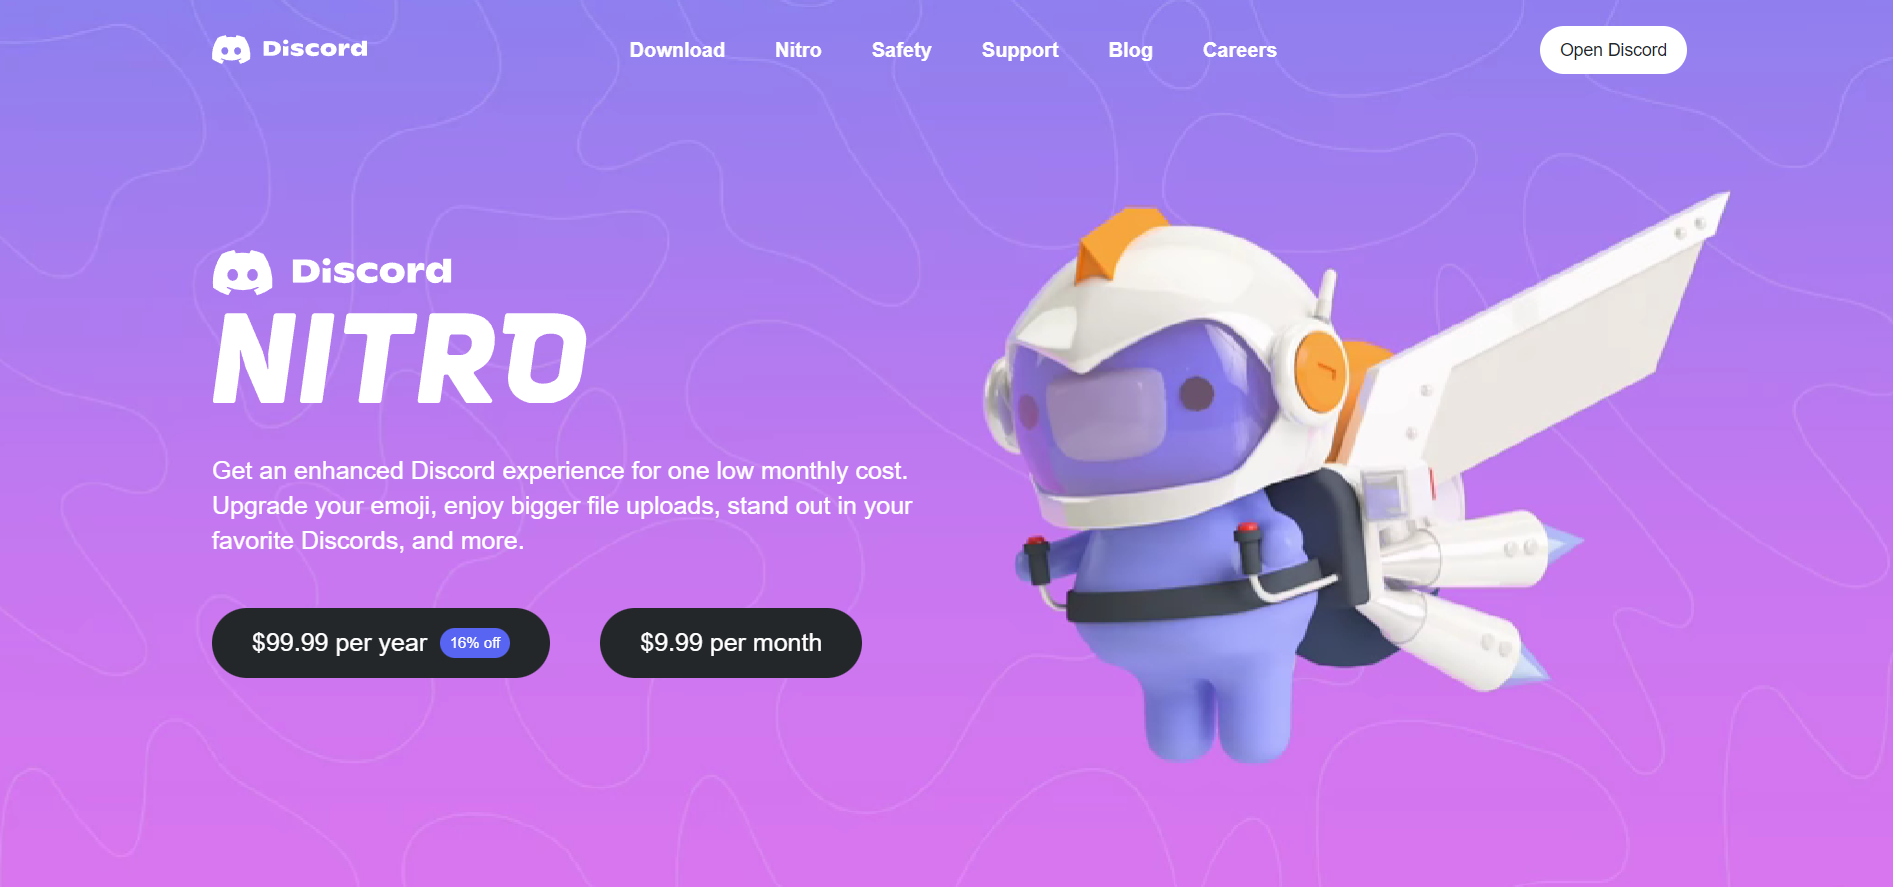 Discord
Download Nitro Safety Support Blog Careers
Open Discord
Discord
NITRO
Get an enhanced Discord experience for one low monthly cost.
Upgrade your emoji, enjoy bigger file uploads, stand out in your
favorite Discords, and more.
$99.99 per year 16% off
$9.99 per month